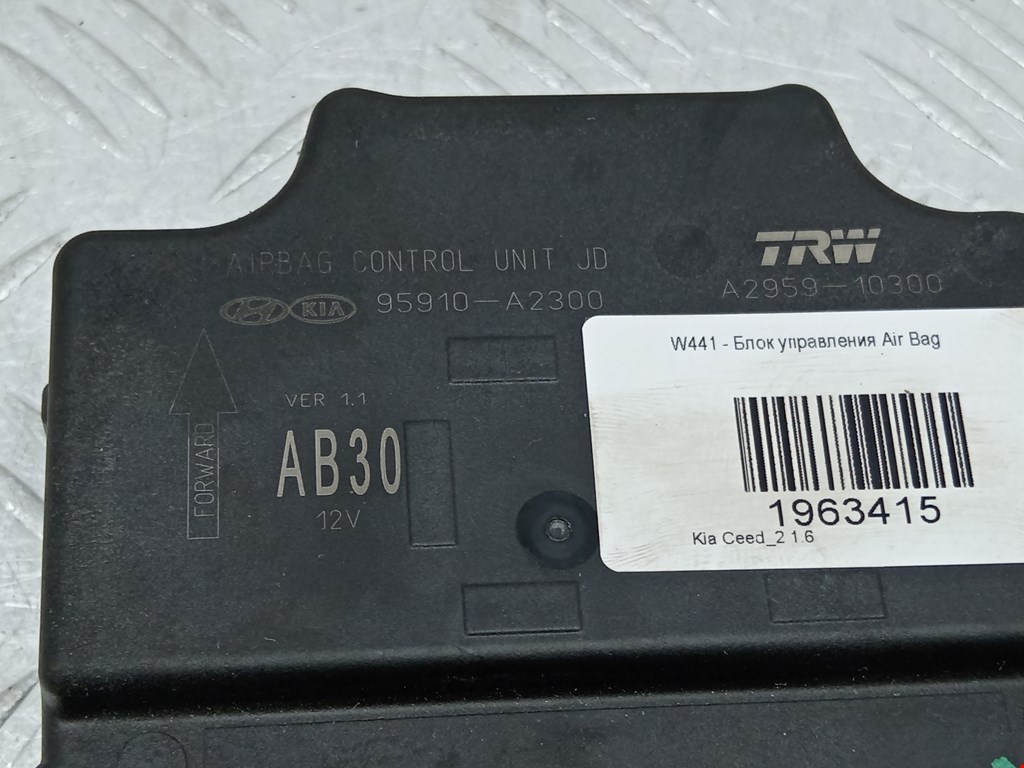 AIRBAG CONTROL UNIT JD
KIA 95910-A2300
TRW
A2959-10300
FORWARD
VER 1.1
AB30
12V
W441 - Блок управления Air Bag
1963415
Kia Ceed_2 1.6